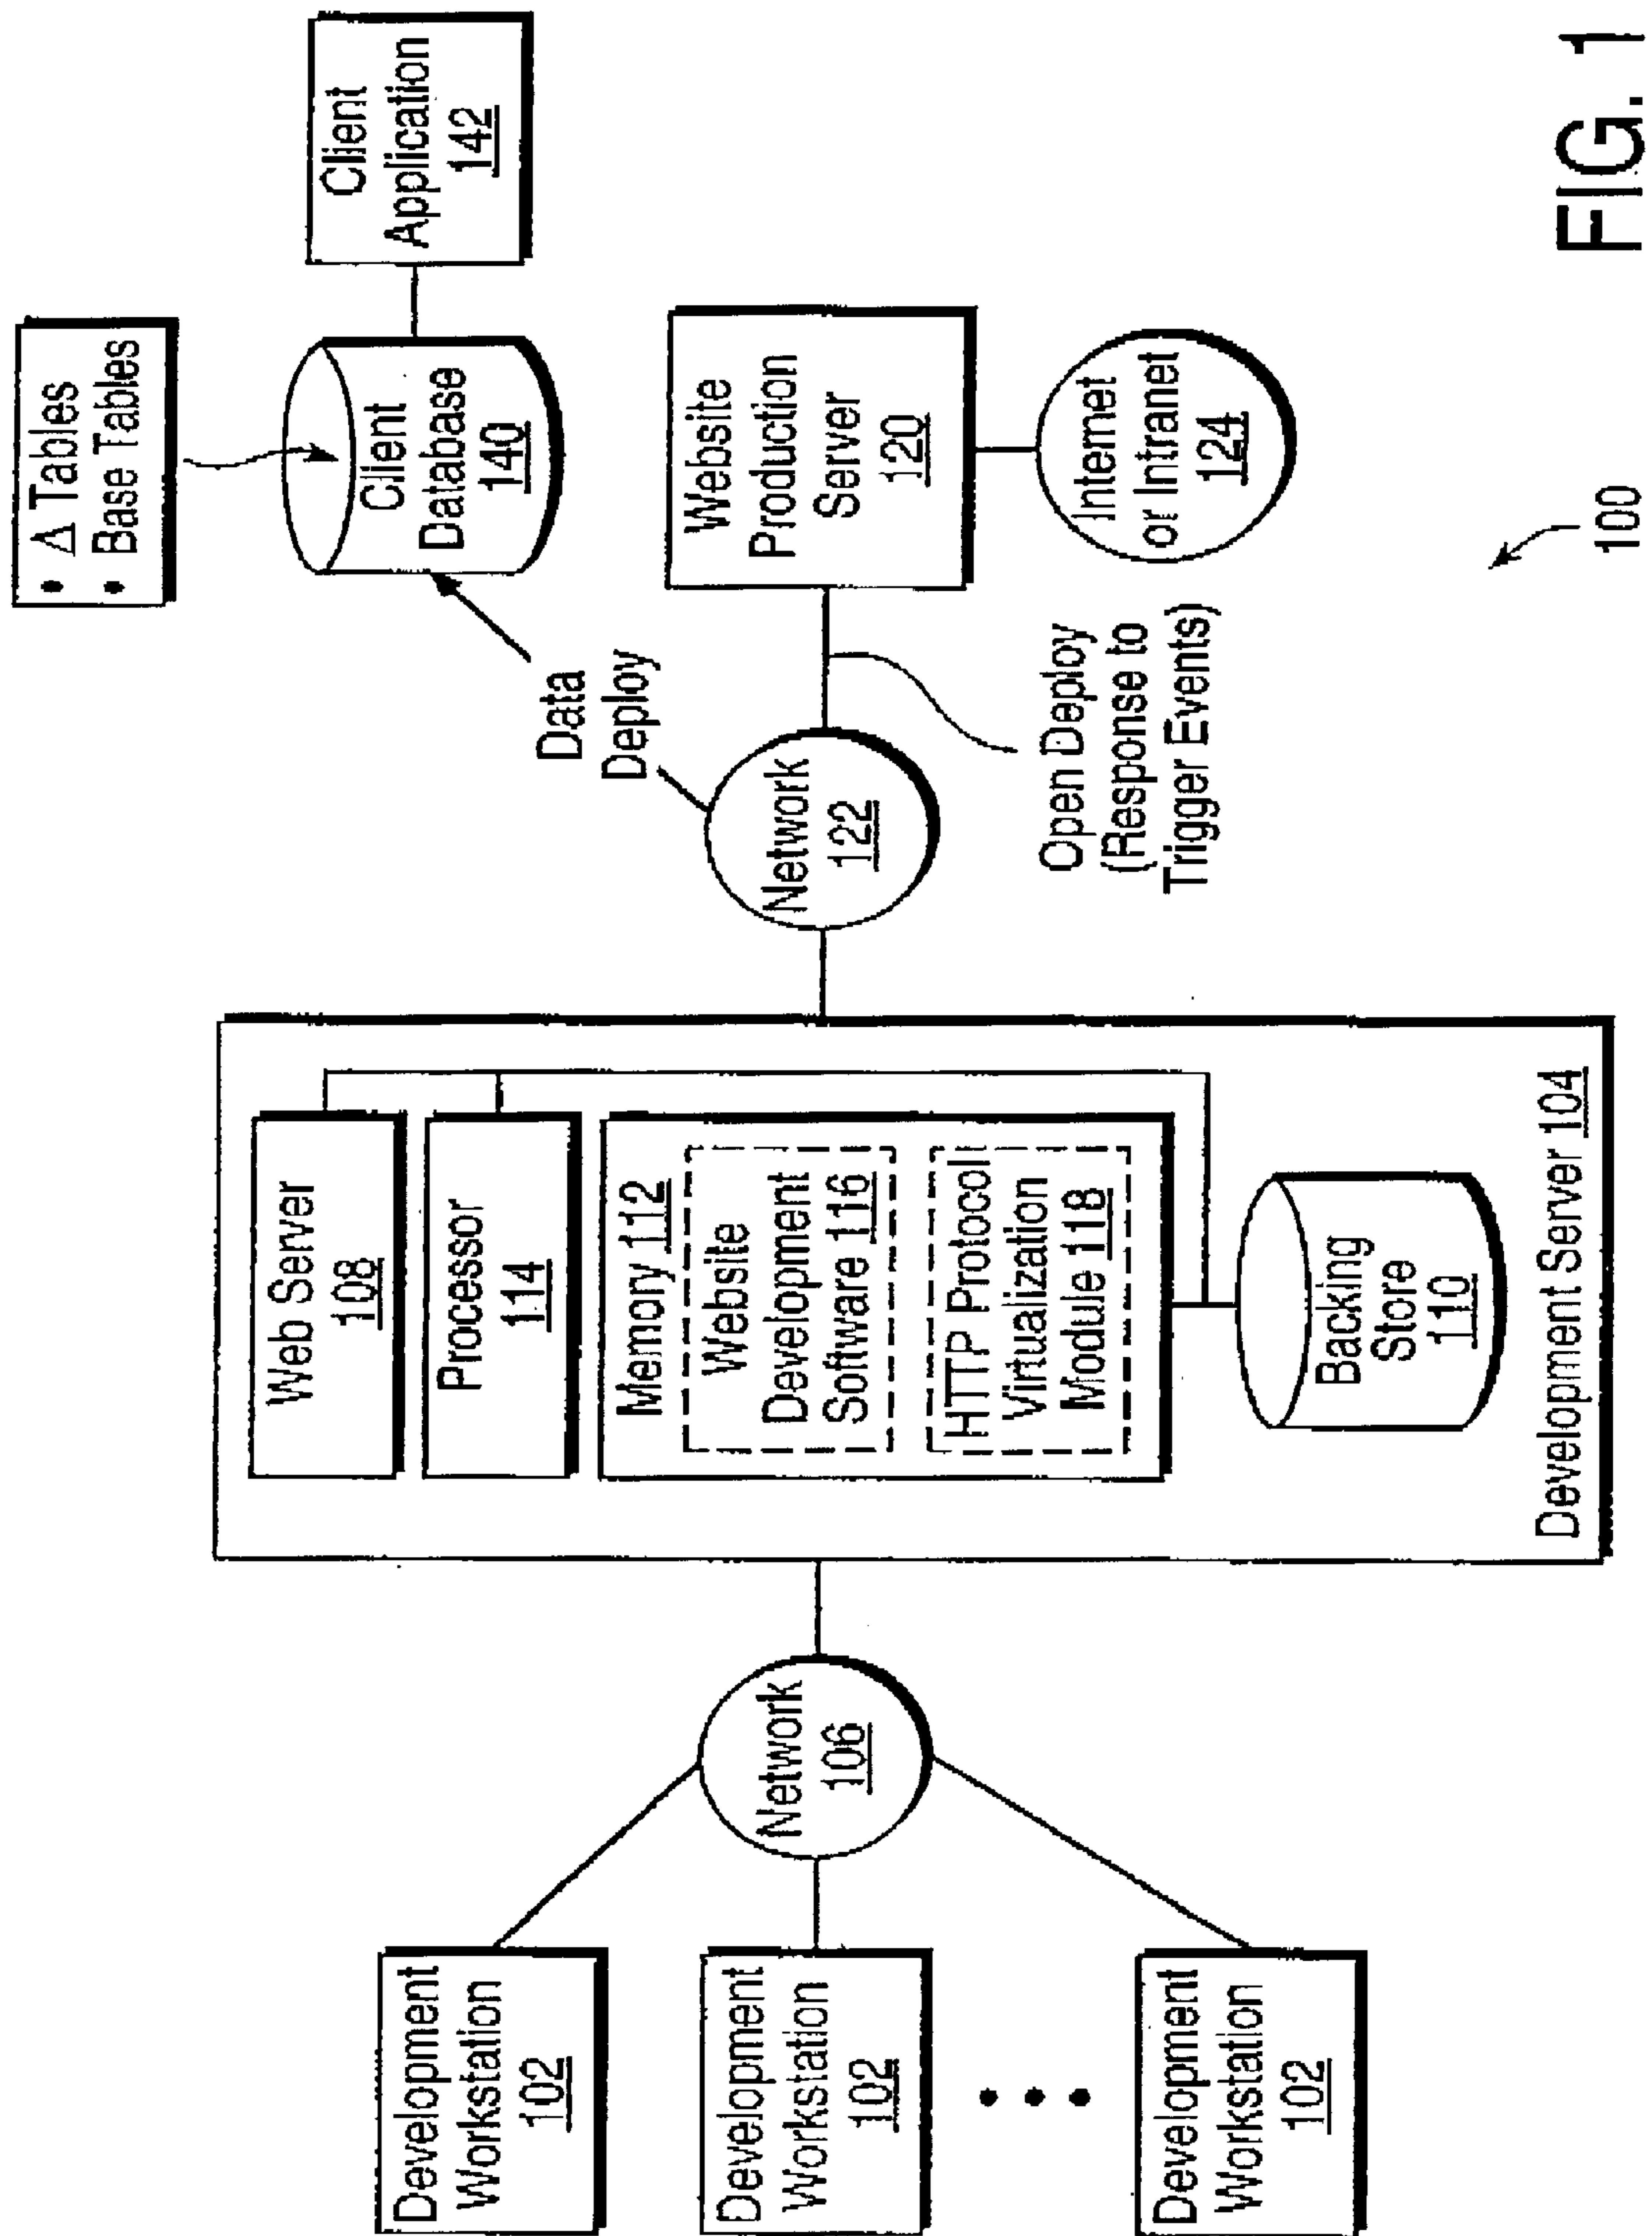 Development
Workstation
102
Development
Workstation
102
Development
Workstation
102
Network
106
Web Server
108
Processor
114
Memory 112
Website
Development
Software 116
HTTP Protocol
Virtualization
Module 118
Backing
Store
110
Development Server 104
Network
122
Data
Deploy
Open Deploy
(Response to
Trigger Events)
• Δ Tables
• Base Tables
Client
Database
140
Client
Application
142
Website
Production
Server
120
Internet
or Intranet
124
100
FIG. 1